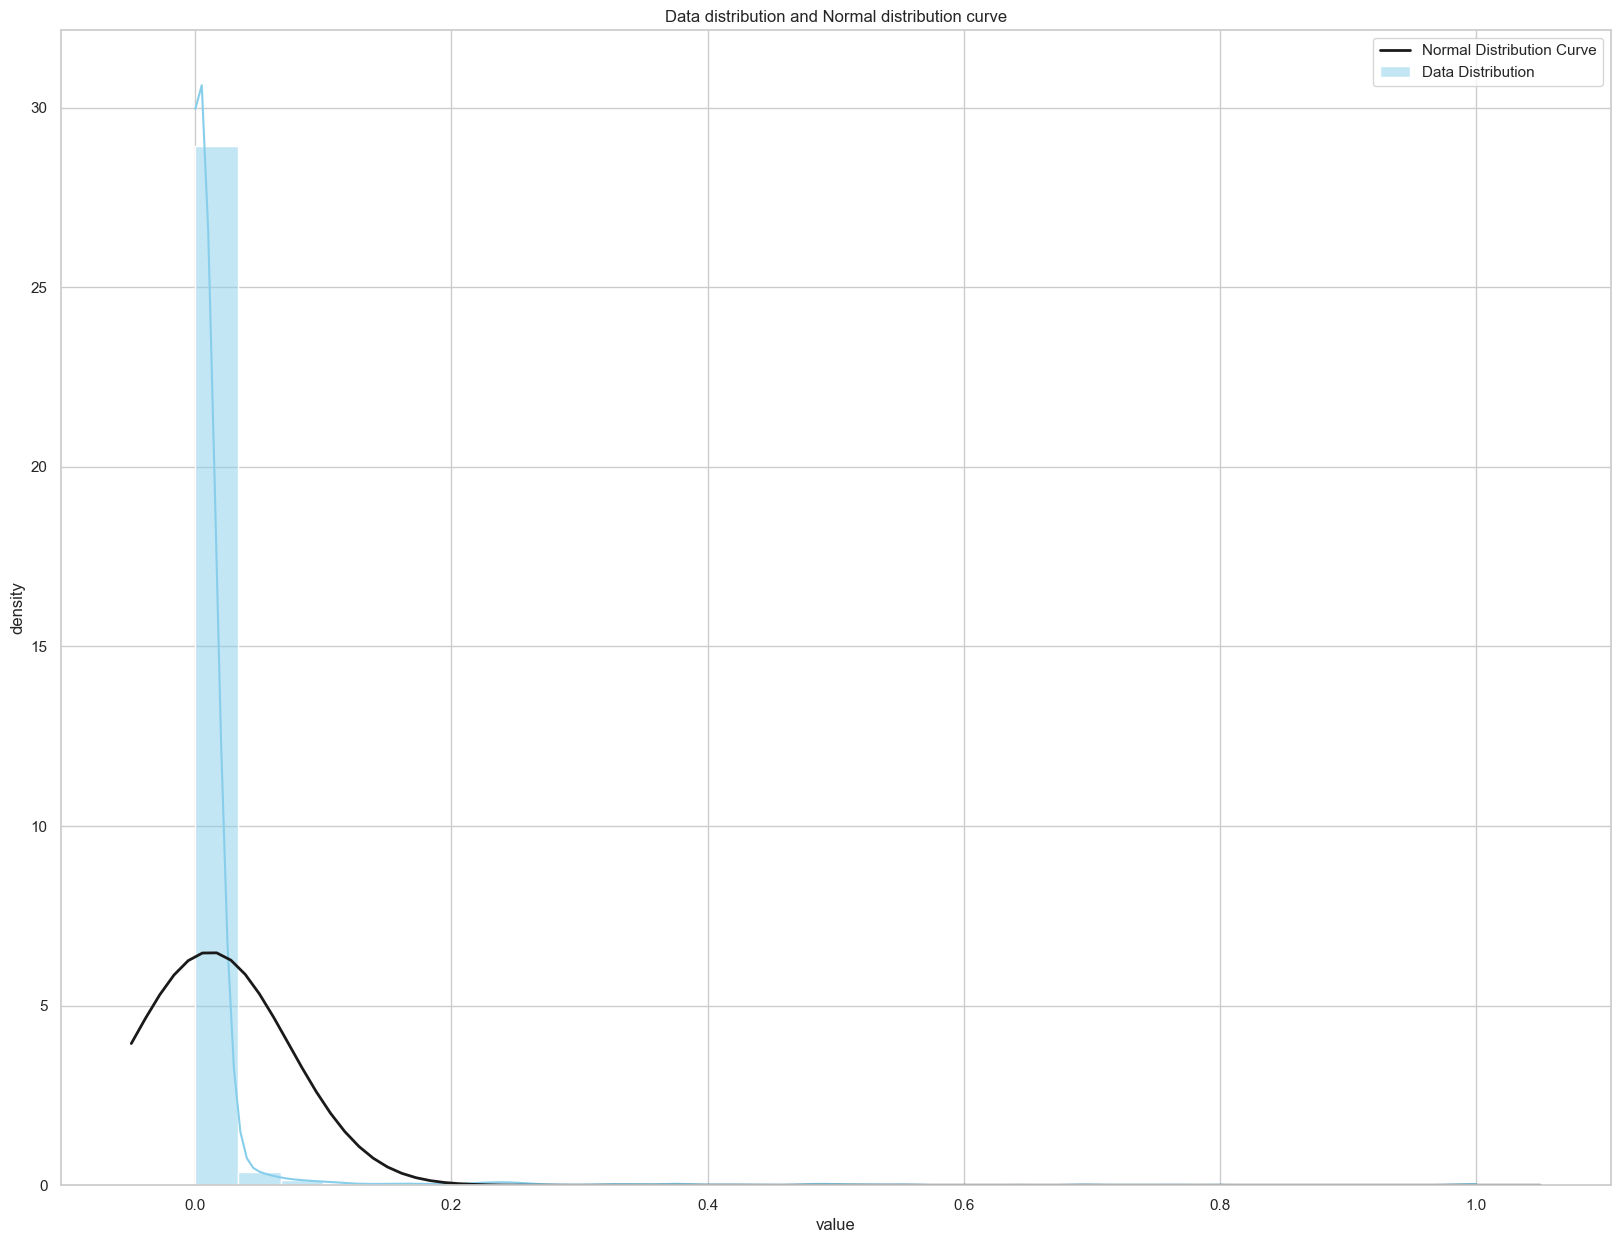 Data distribution and Normal distribution curve
Normal Distribution Curve
Data Distribution
30
25
20
15
10
5
0
density
0.0 0.2 0.4 0.6 0.8 1.0
value